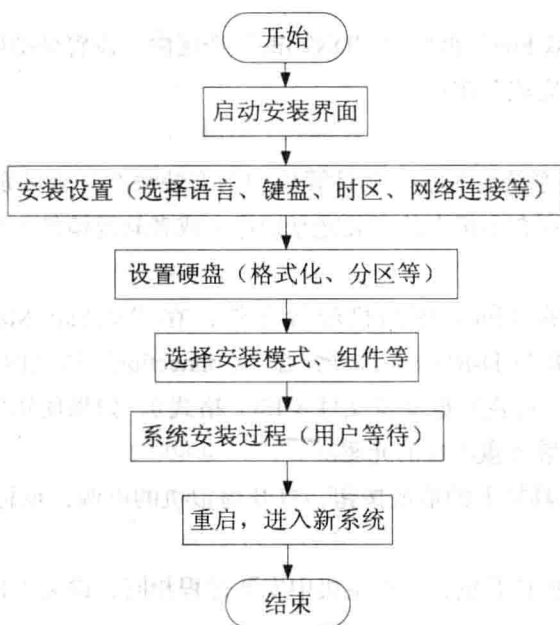 开始
启动安装界面
安装设置（选择语言、键盘、时区、网络连接等）
设置硬盘（格式化、分区等）
选择安装模式、组件等
系统安装过程（用户等待）
重启，进入新系统
结束